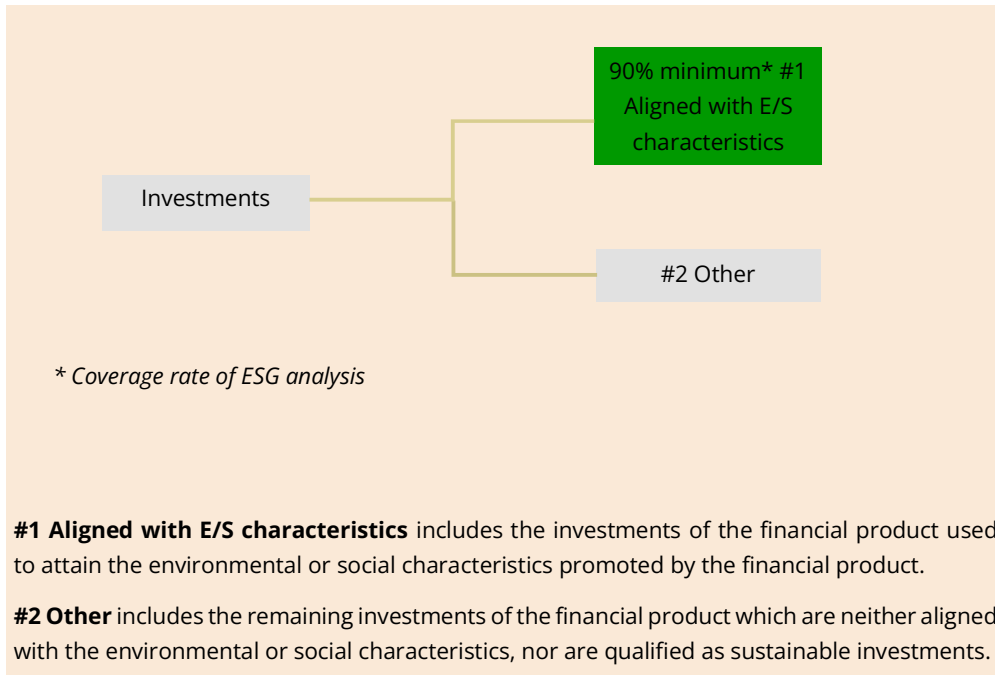 90% minimum* #1
Aligned with E/S
characteristics
Investments
#2 Other
* Coverage rate of ESG analysis
#1 Aligned with E/S characteristics includes the investments of the financial product used
to attain the environmental or social characteristics promoted by the financial product.
#2 Other includes the remaining investments of the financial product which are neither aligned
with the environmental or social characteristics, nor are qualified as sustainable investments.